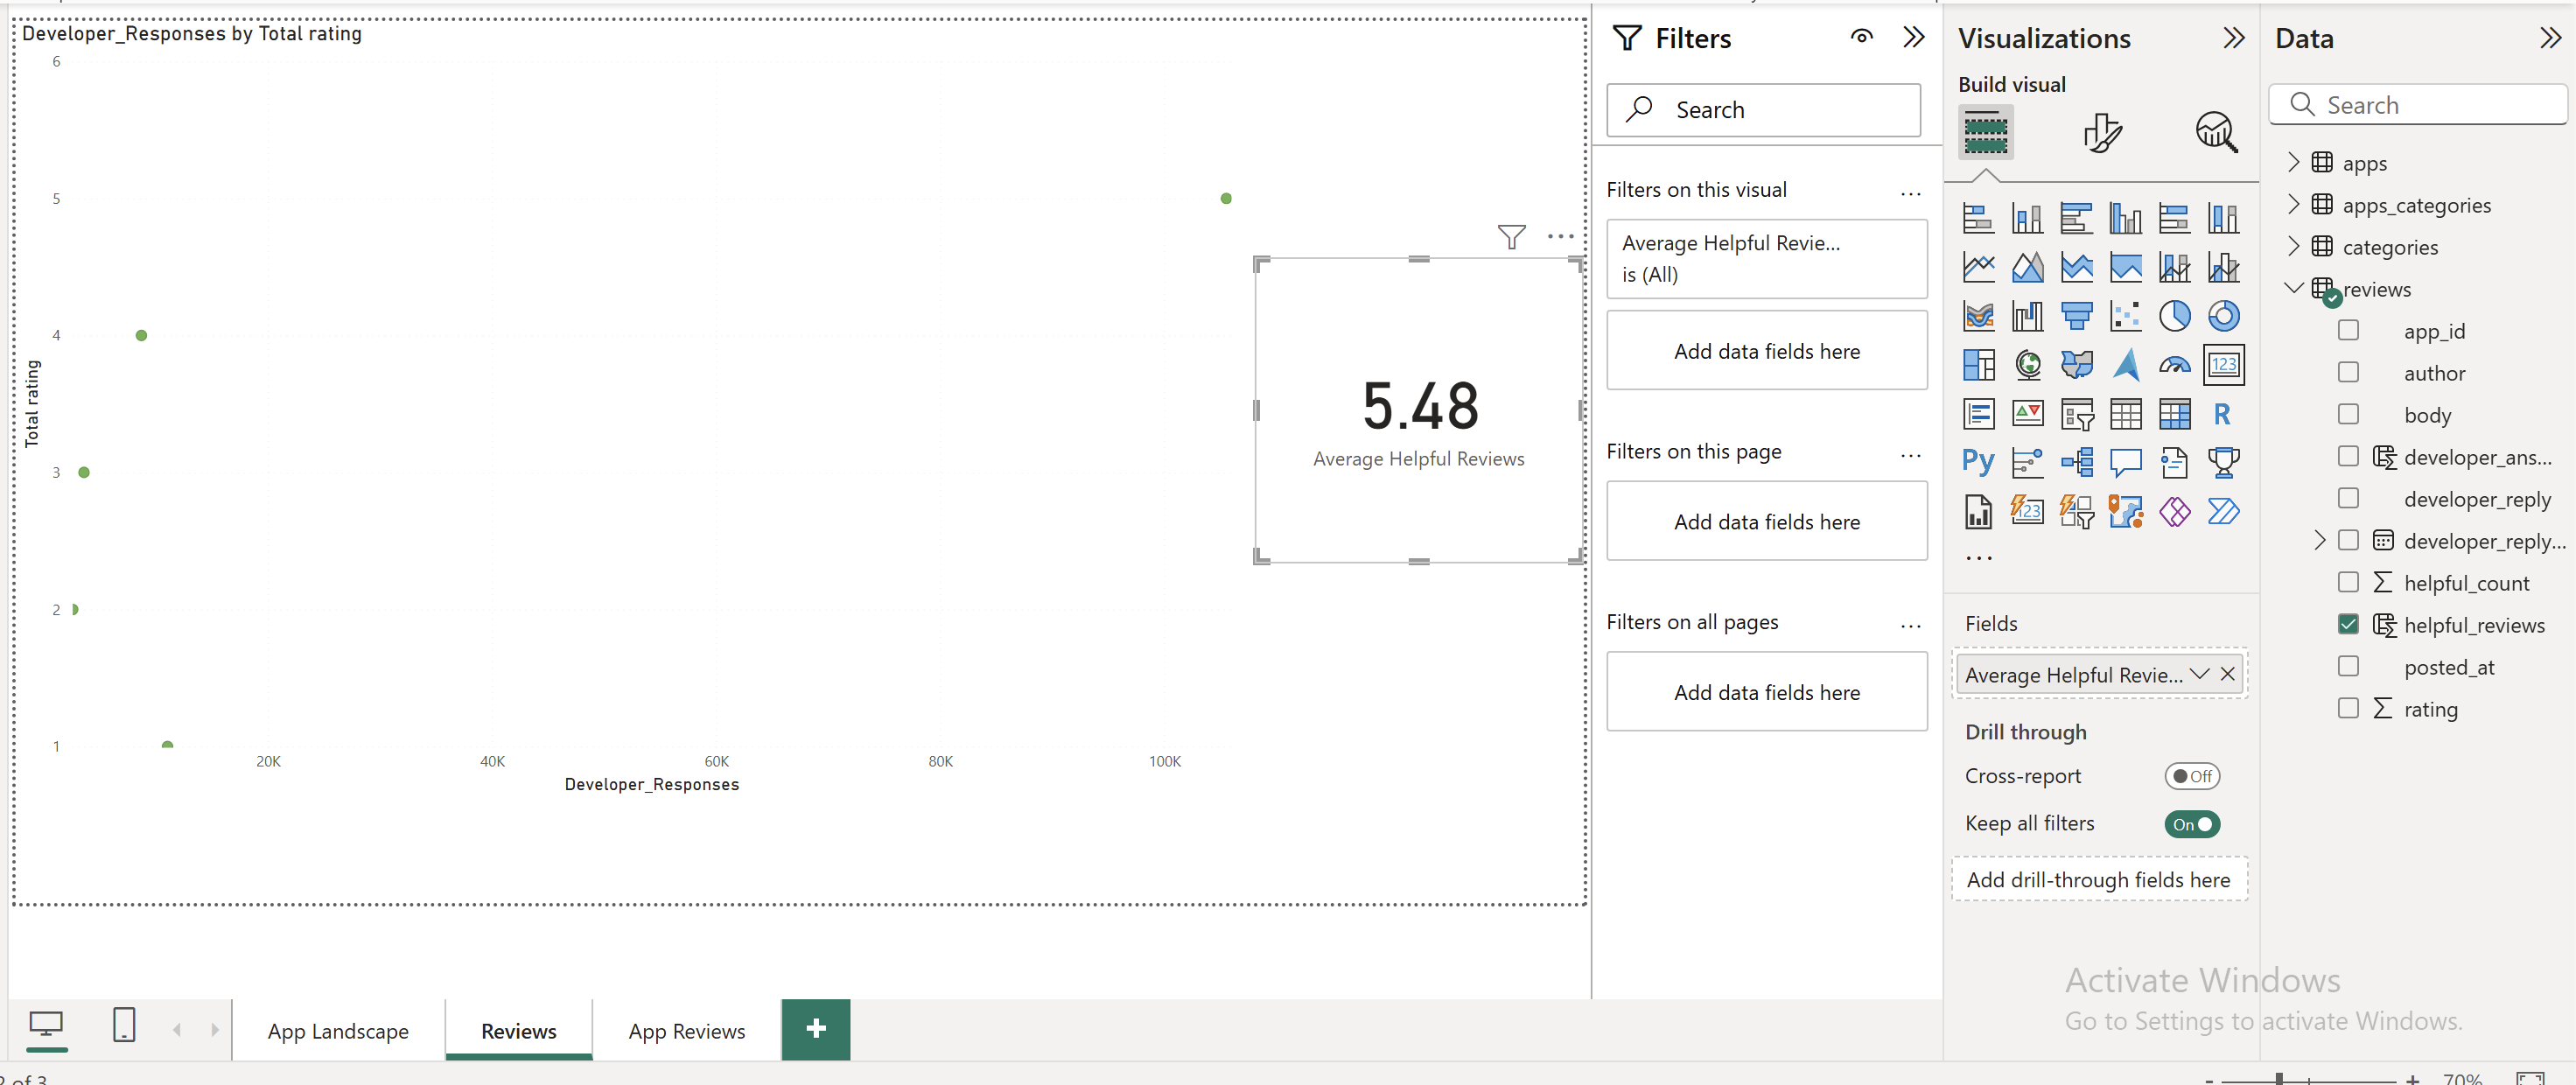 Developer_Responses by Total rating
6
5
4
3
2
1
Total rating
20K
40K
60K
80K
100K
Developer_Responses
5.48
Average Helpful Reviews
Filters
Search
Filters on this visual
...
Average Helpful Revie...
is (All)
Add data fields here
Filters on this page
...
Add data fields here
Filters on all pages
...
Add data fields here
Visualizations
Build visual
123
R
Py
123
...
Fields
Average Helpful Revie...
Drill through
Cross-report
Off
Keep all filters
On
Add drill-through fields here
Data
Search
apps
apps_categories
categories
reviews
app_id
author
body
developer_ans...
developer_reply
developer_reply...
helpful_count
helpful_reviews
posted_at
rating
Activate Windows
Go to Settings to activate Windows.
App Landscape
Reviews
App Reviews
+
2 of 3
- + 70%